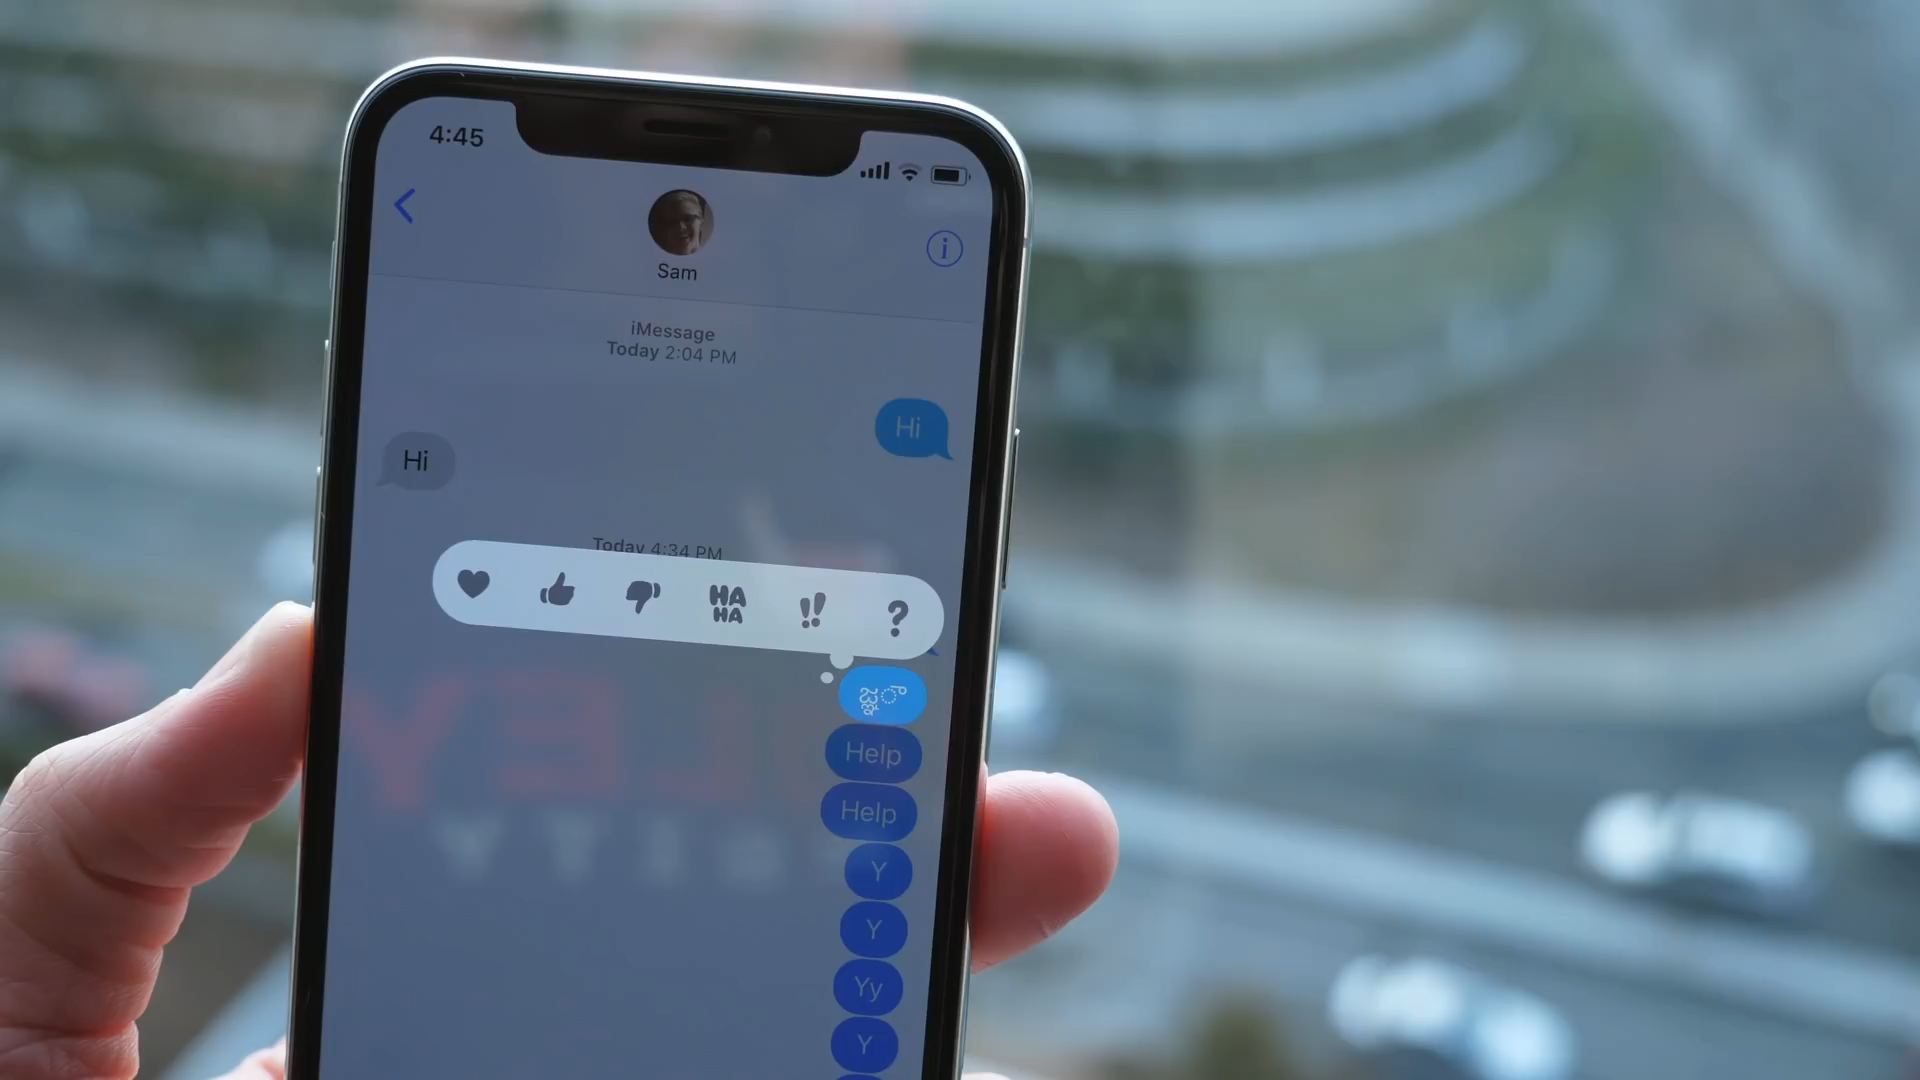 4:45
Sam
iMessage
Today 2:04 PM
Hi
Hi
Today 4:34 PM
HA
HA
!!
?
Help
Help
Y
Y
Yy
Y